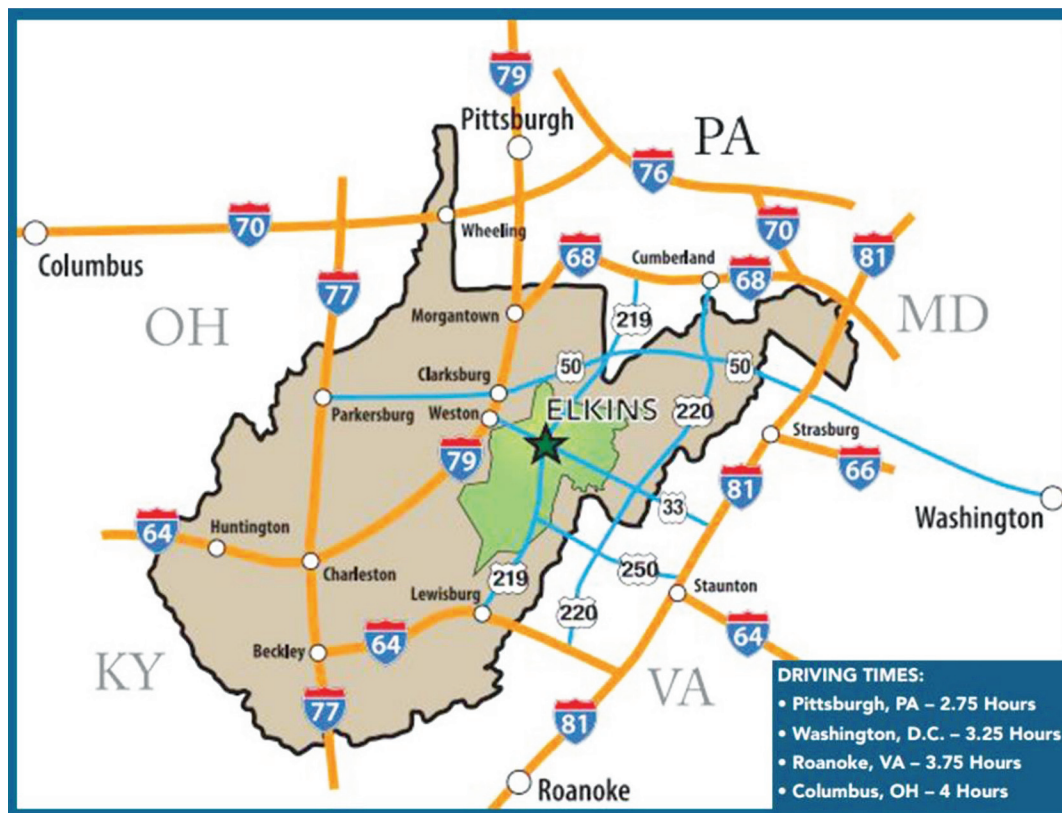 79
Pittsburgh
PA
76
70
Wheeling
Columbus
70
81
Cumberland
68
68
77
OH
219
MD
Morgantown
50
50
Clarksburg
Parkersburg
Weston
ELKINS
220
Strasburg
79
66
81
Washington
33
64
Huntington
Charleston
250
219
Staunton
Lewisburg
220
64
64
Beckley
KY
VA
77
81
Roanoke
DRIVING TIMES:
• Pittsburgh, PA – 2.75 Hours
• Washington, D.C. – 3.25 Hours
• Roanoke, VA – 3.75 Hours
• Columbus, OH – 4 Hours